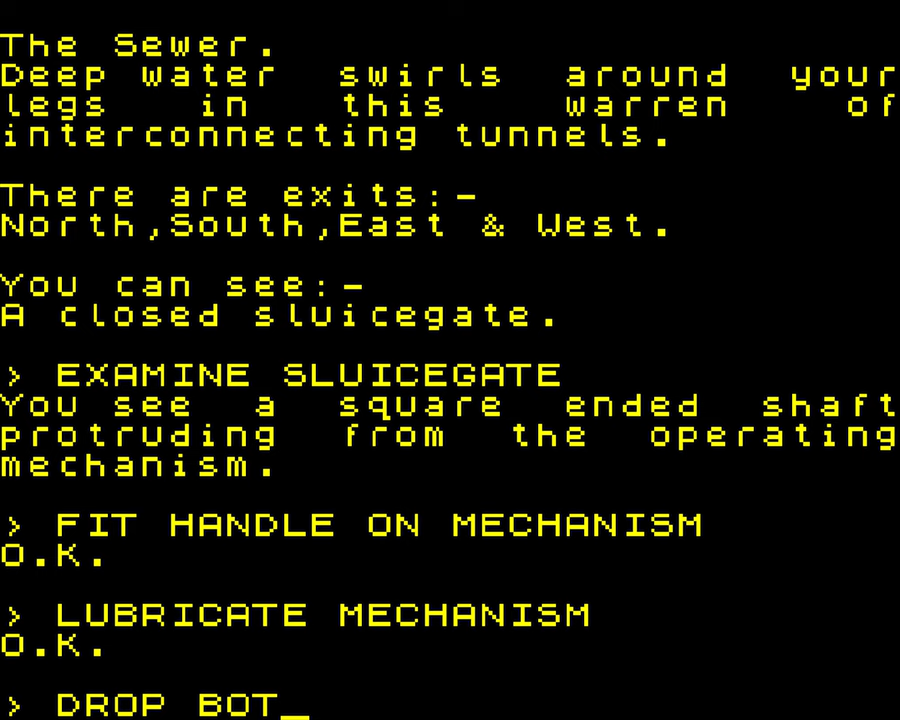 The Sewer.
Deep water swirls around your
legs in this warren of
interconnecting tunnels.
There are exits:-
North,South,East & West.
You can see:-
A closed sluicegate.
> EXAMINE SLUICEGATE
You see a square ended shaft
protruding from the operating
mechanism.
> FIT HANDLE ON MECHANISM
O.K.
> LUBRICATE MECHANISM
O.K.
> DROP BOT_